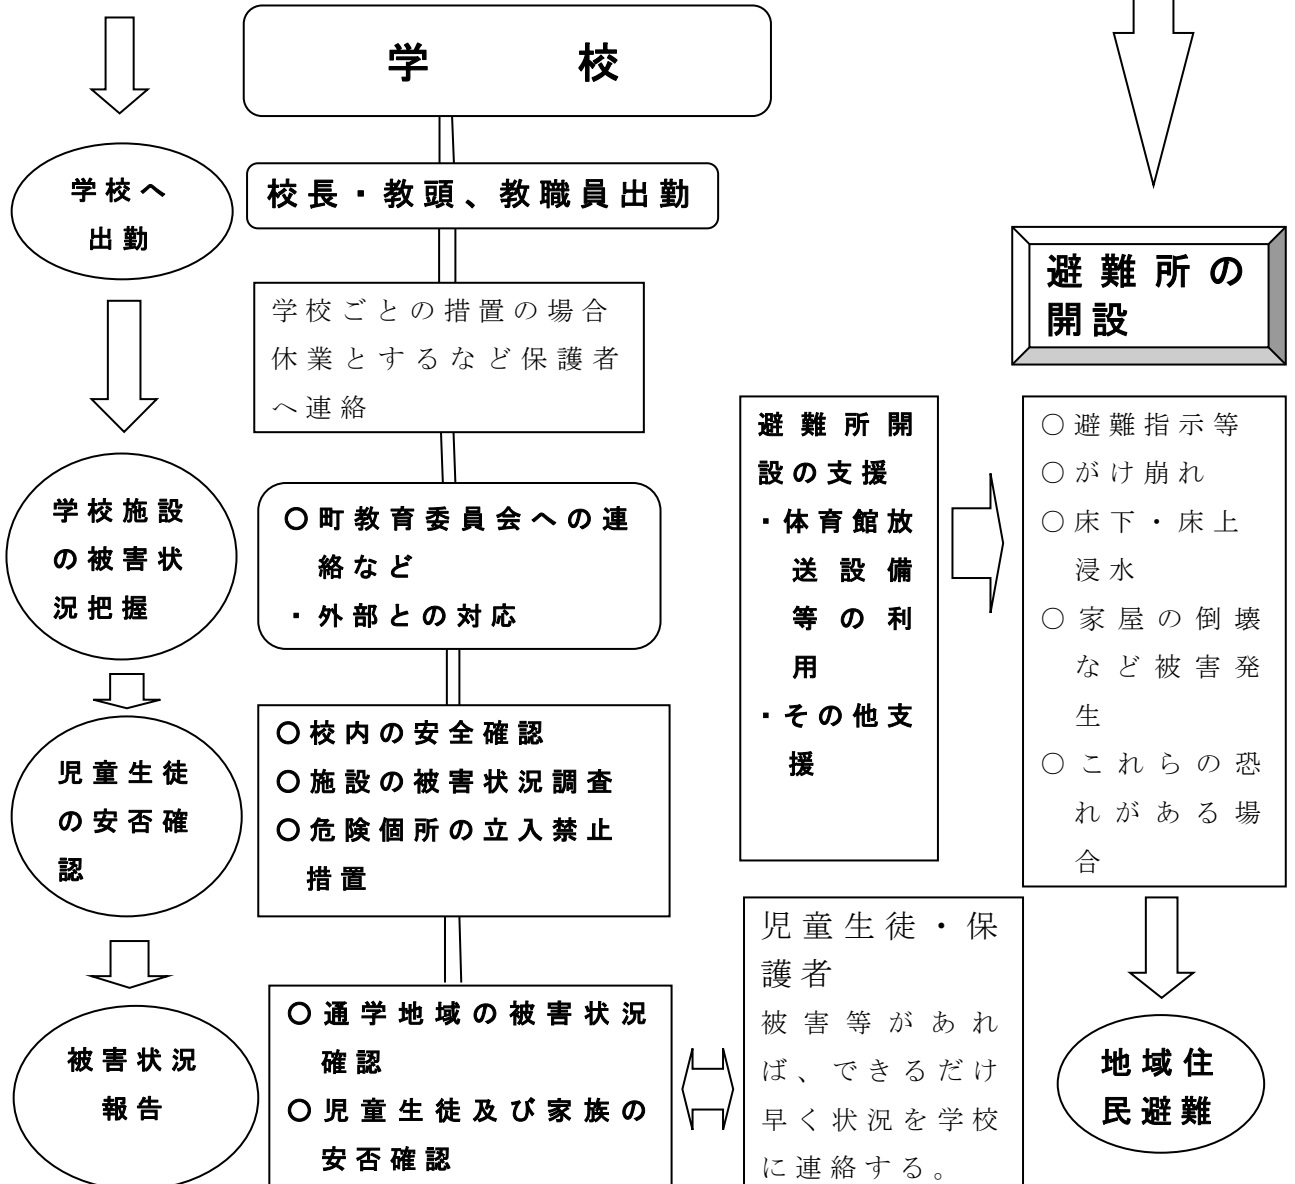 学校
学校へ
出勤
校長・教頭、教職員出勤
学校ごとの措置の場合
休業とするなど保護者
へ連絡
学校施設
の被害状
況把握
○町教育委員会への連
絡など
・外部との対応
児童生徒
の安否確
認
○校内の安全確認
○施設の被害状況調査
○危険個所の立入禁止
措置
被害状況
報告
○通学地域の被害状況
確認
○児童生徒及び家族の
安否確認
避難所開
設の支援
・体育館放
送設備
等の利
用
・その他支
援
児童生徒・保
護者
被害等があれ
ば、できるだけ
早く状況を学校
に連絡する。
避難所の
開設
○避難指示等
○がけ崩れ
○床下・床上
浸水
○家屋の倒壊
など被害発
生
○これらの恐
れがある場
合
地域住
民避難